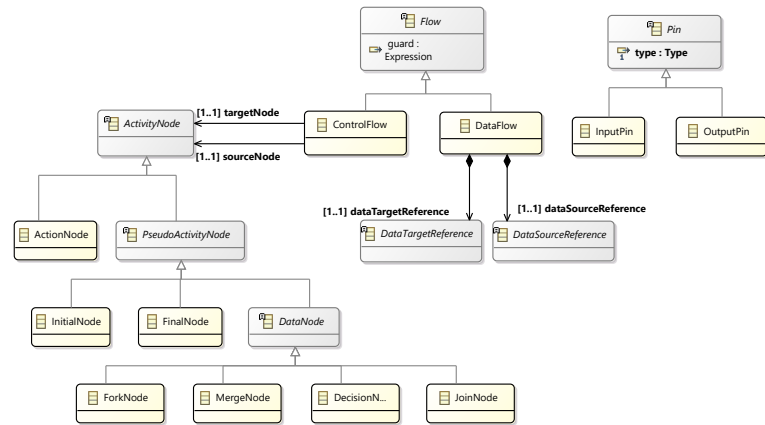 Flow
guard :
Expression
Pin
1
type : Type
ActivityNode
[1..1] targetNode
[1..1] sourceNode
ControlFlow
DataFlow
InputPin
OutputPin
ActionNode
PseudoActivityNode
[1..1] dataTargetReference
[1..1] dataSourceReference
DataTargetReference
DataSourceReference
InitialNode
FinalNode
DataNode
ForkNode
MergeNode
DecisionN...
JoinNode